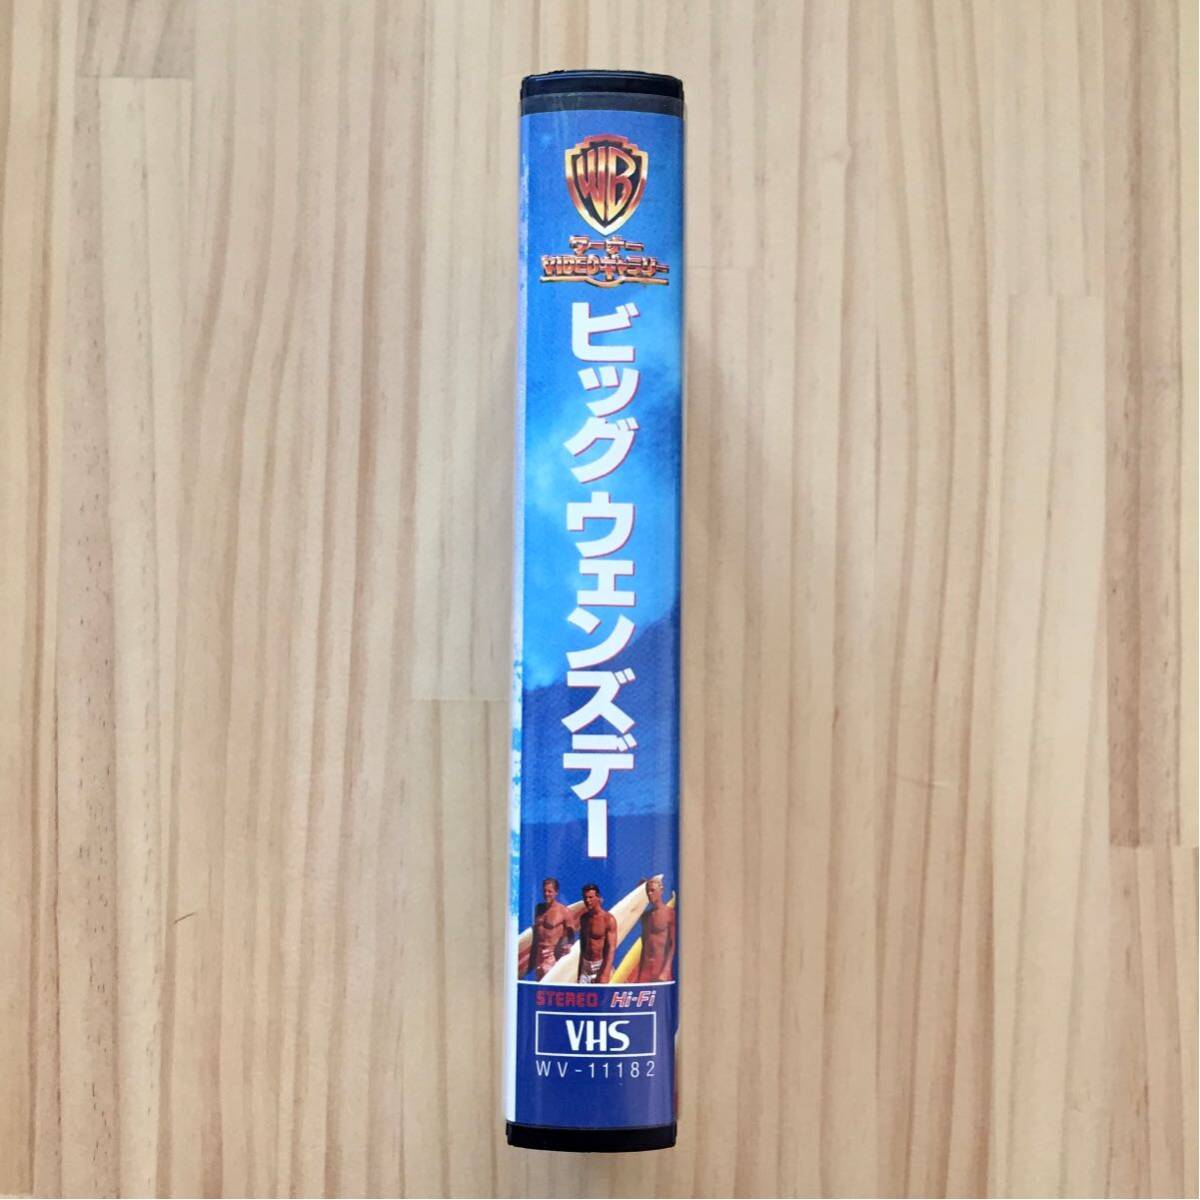 WB
ワーナー
VIDEOギャラリー
ビッグ ウェンズデー
STEREO / Hi-Fi
VHS
WV-11182